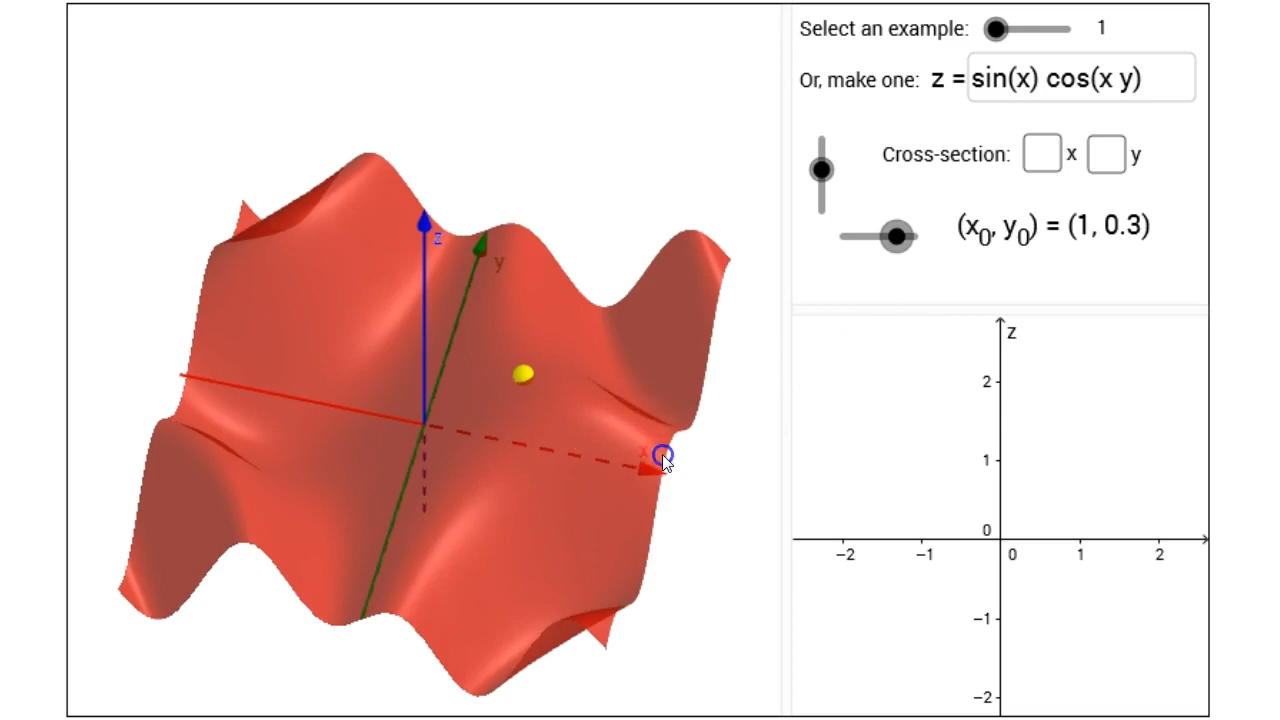 Select an example: 1
Or, make one: z = sin(x) cos(x y)
Cross-section: x y
(x₀, y₀) = (1, 0.3)
z
y
x
z
2
1
0
−2 −1 0 1 2
−1
−2